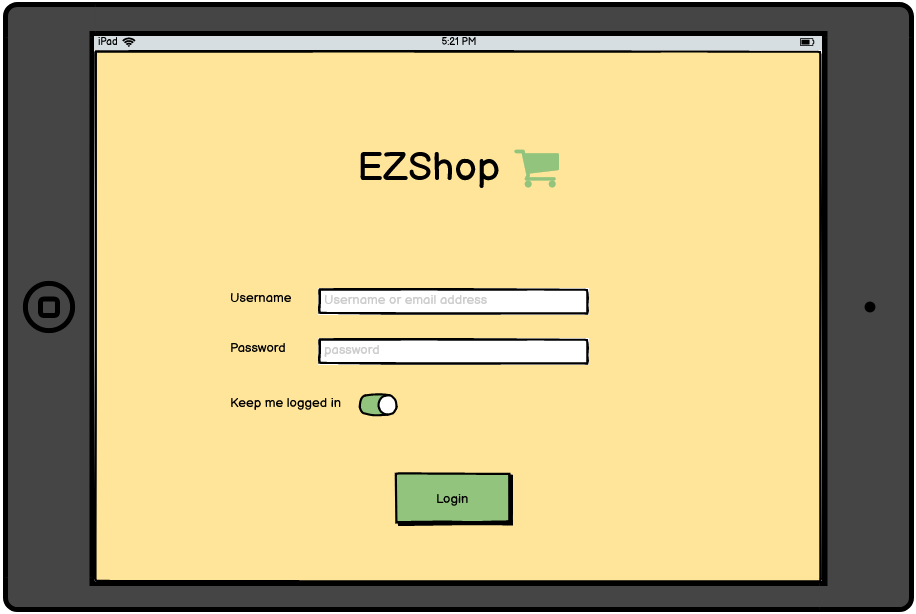 iPad 5:21 PM
EZShop
Username Username or email address
Password password
Keep me logged in
Login